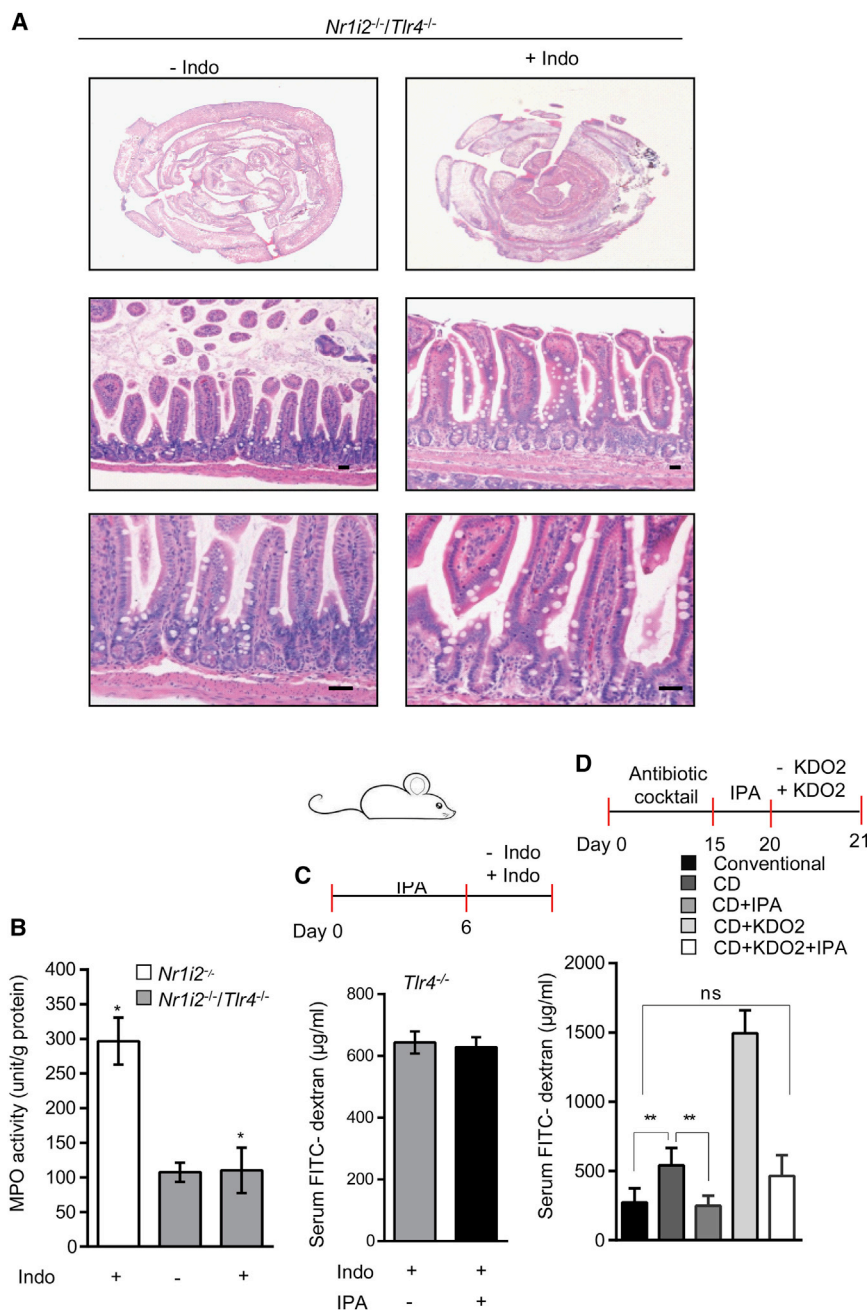 A
Nr1i2-/-/Tlr4-/-
- Indo
+ Indo
B
400
350
300
250
200
150
100
50
0
MPO activity (unit/g protein)
Nr1i2-/-
Nr1i2-/-/Tlr4-/-
*
*
Indo
+
-
+
C
IPA
- Indo
+ Indo
Day 0
6
Tlr4-/-
800
600
400
200
0
Serum FITC- dextran (µg/ml)
Indo
+
+
IPA
-
+
D
Antibiotic
cocktail
IPA
- KDO2
+ KDO2
Day 0
15
20
21
Conventional
CD
CD+IPA
CD+KDO2
CD+KDO2+IPA
2000
1500
1000
500
0
Serum FITC- dextran (µg/ml)
ns
**
**